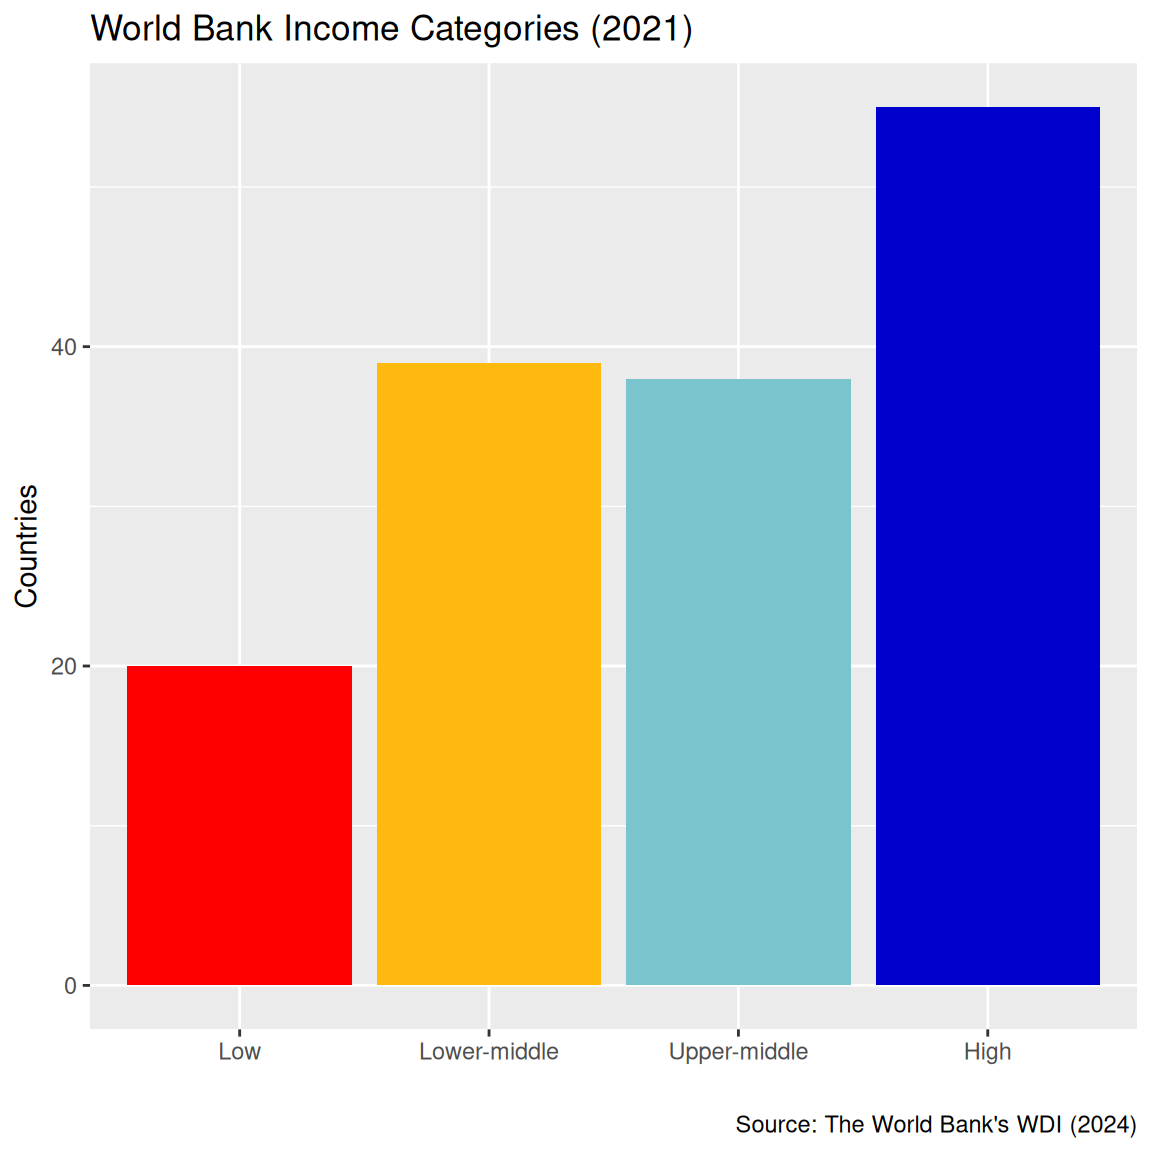 World Bank Income Categories (2021)
Countries
40
20
0
Low
Lower-middle
Upper-middle
High
Source: The World Bank's WDI (2024)